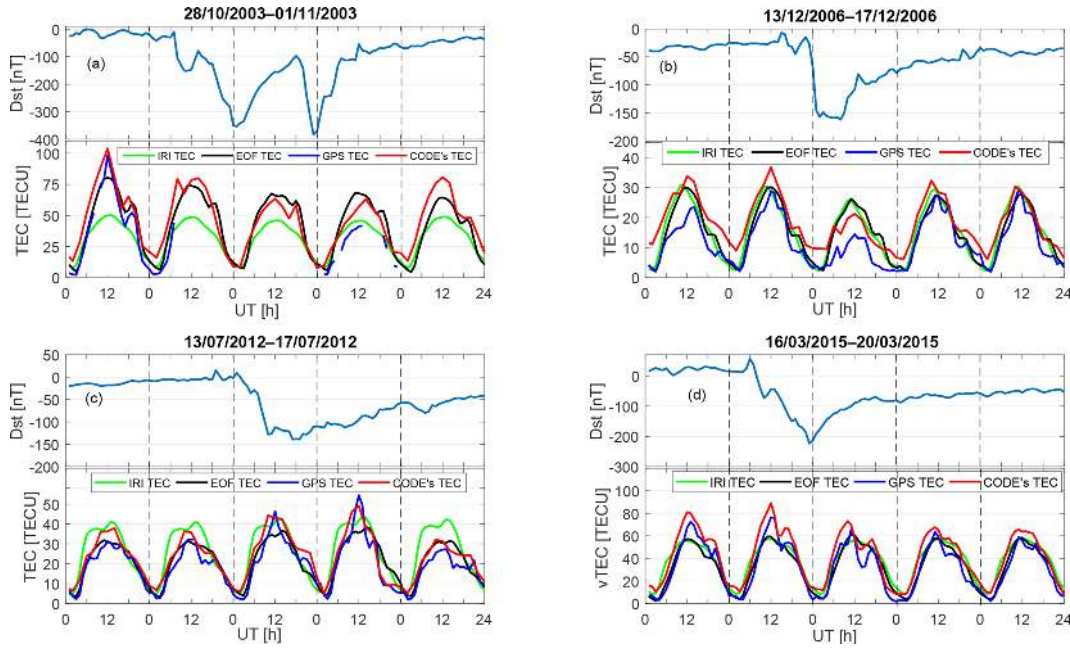 28/10/2003–01/11/2003
0
-100
-200
-300
-400
Dst [nT]
(a)
IRI TEC EOF TEC GPS TEC CODE's TEC
100
75
50
25
0
TEC [TECU]
0 12 0 12 0 12 0 12 0 12 24
UT [h]
13/12/2006–17/12/2006
0
-50
-100
-150
-200
Dst [nT]
(b)
IRI TEC EOF TEC GPS TEC CODE's TEC
40
30
20
10
0
TEC [TECU]
0 12 0 12 0 12 0 12 0 12 24
UT [h]
13/07/2012–17/07/2012
50
0
-50
-100
-150
-200
Dst [nT]
(c)
IRI TEC EOF TEC GPS TEC CODE's TEC
50
40
30
20
10
0
TEC [TECU]
0 12 0 12 0 12 0 12 0 12 24
UT [h]
16/03/2015–20/03/2015
0
-100
-200
-300
Dst [nT]
(d)
IRI TEC EOF TEC GPS TEC CODE's TEC
100
80
60
40
20
0
vTEC [TECU]
0 12 0 12 0 12 0 12 0 12 24
UT [h]